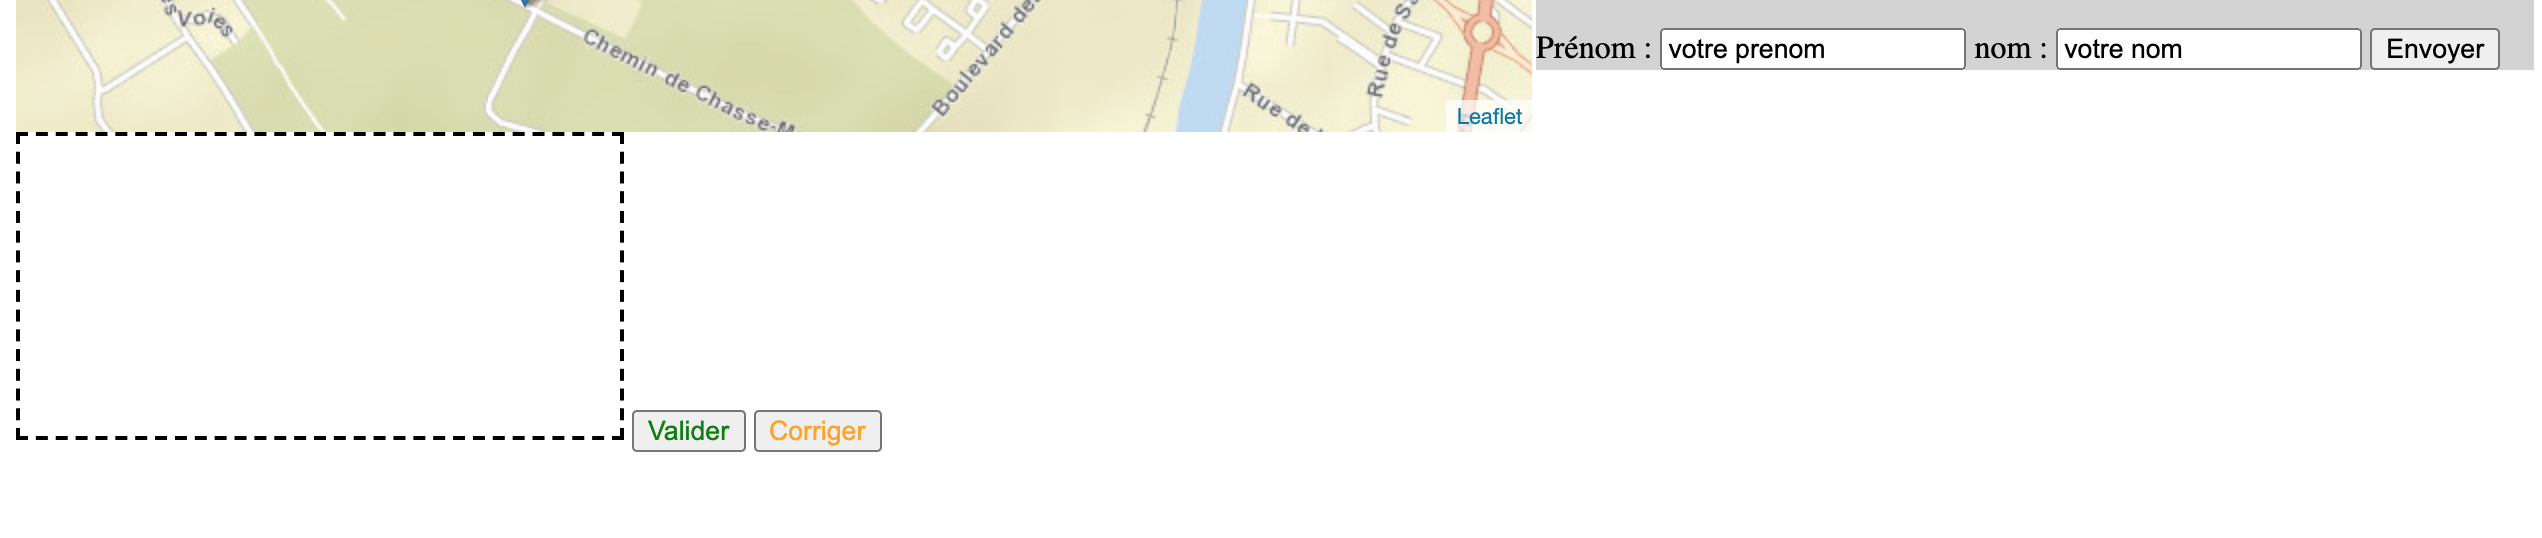 sVoies
Chemin de Chasse-M
Boulevard de
Rue de S
Rue de
Leaflet
Prénom : votre prenom nom : votre nom Envoyer
Valider Corriger